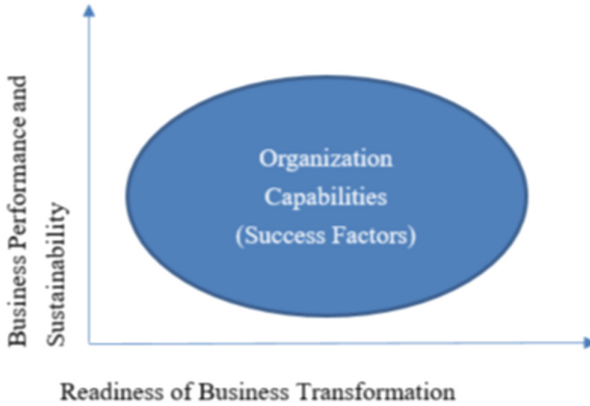 Business Performance and
Sustainability
Organization
Capabilities
(Success Factors)
Readiness of Business Transformation